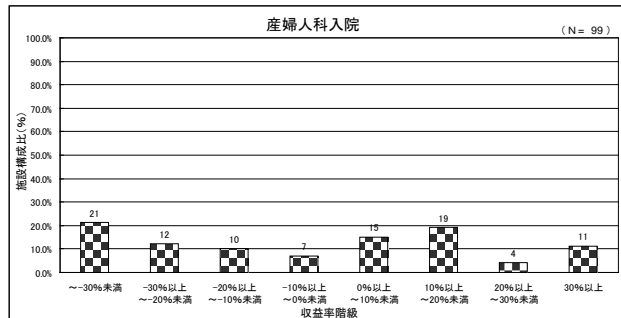 産婦人科入院
(N= 99)
施設構成比(%)
100.0%
90.0%
80.0%
70.0%
60.0%
50.0%
40.0%
30.0%
20.0%
10.0%
0.0%
21
12
10
7
15
19
4
11
～-30%未満
-30%以上
～-20%未満
-20%以上
～-10%未満
-10%以上
～0%未満
0%以上
～10%未満
10%以上
～20%未満
20%以上
～30%未満
30%以上
収益率階級